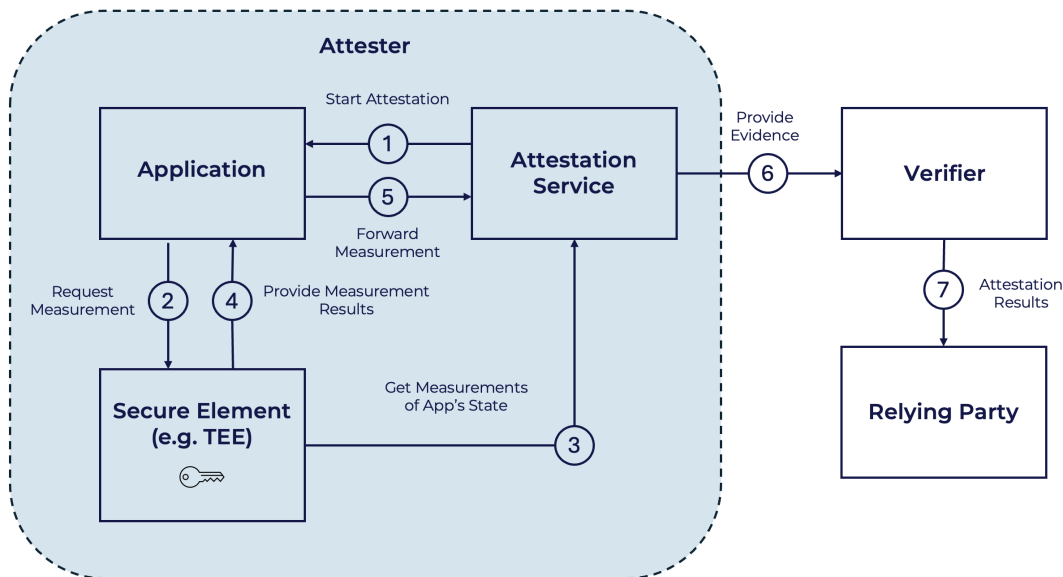 Attester
Start Attestation
1
Application
Attestation
Service
5
Forward
Measurement
Provide
Evidence
6
Verifier
Request
Measurement
2
4
Provide Measurement
Results
7
Attestation
Results
Secure Element
(e.g. TEE)
Get Measurements
of App's State
3
Relying Party